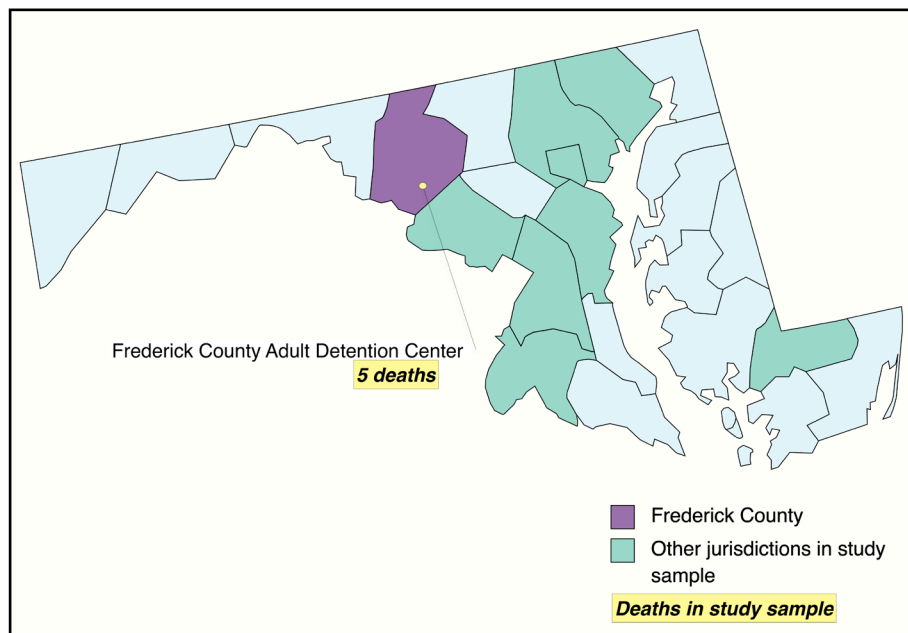 Frederick County Adult Detention Center
5 deaths
Frederick County
Other jurisdictions in study
sample
Deaths in study sample